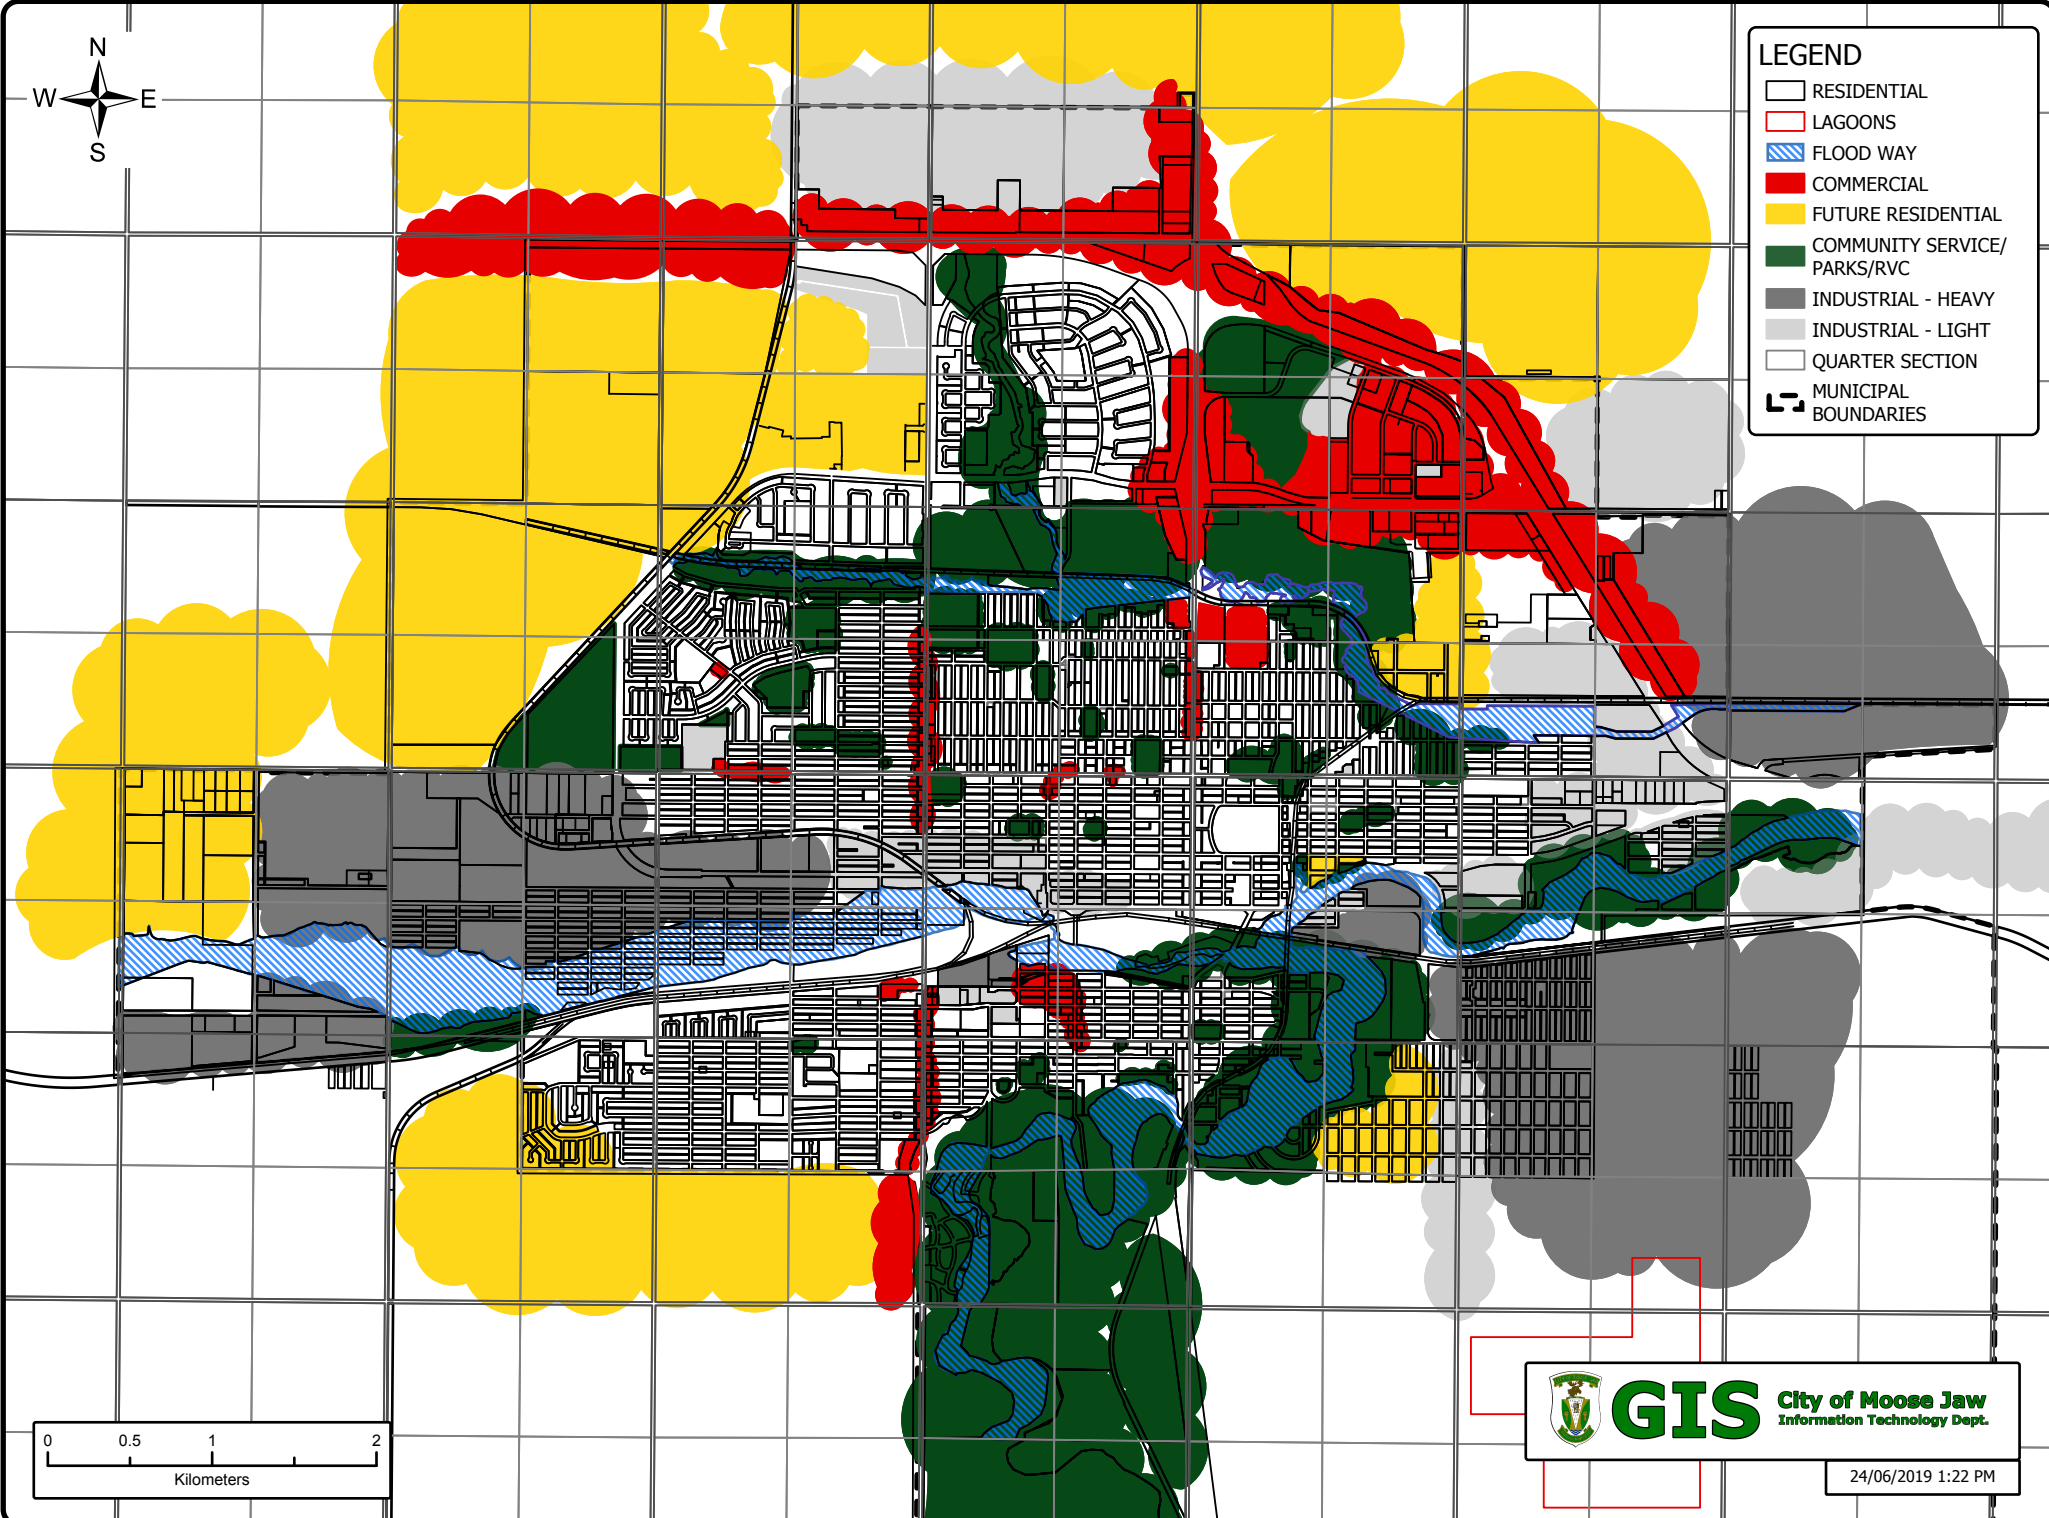 N
W E
S
LEGEND
RESIDENTIAL
LAGOONS
FLOOD WAY
COMMERCIAL
FUTURE RESIDENTIAL
COMMUNITY SERVICE/
PARKS/RVC
INDUSTRIAL - HEAVY
INDUSTRIAL - LIGHT
QUARTER SECTION
MUNICIPAL
BOUNDARIES
0 0.5 1 2
Kilometers
GIS
City of Moose Jaw
Information Technology Dept.
24/06/2019 1:22 PM